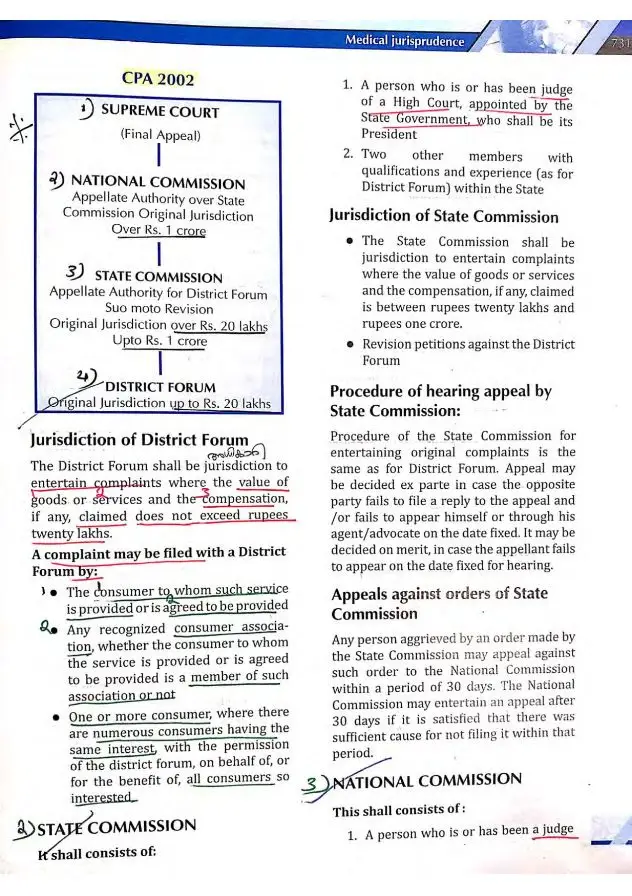 Medical jurisprudence
731
CPA 2002
1) SUPREME COURT
(Final Appeal)
2) NATIONAL COMMISSION
Appellate Authority over State
Commission Original Jurisdiction
Over Rs. 1 crore
3) STATE COMMISSION
Appellate Authority for District Forum
Suo moto Revision
Original Jurisdiction over Rs. 20 lakhs
Upto Rs. 1 crore
4) DISTRICT FORUM
Original Jurisdiction up to Rs. 20 lakhs
Jurisdiction of District Forum
The District Forum shall be jurisdiction to
entertain complaints where the value of
goods or services and the compensation,
if any, claimed does not exceed rupees
twenty lakhs.
A complaint may be filed with a District
Forum by:
1) • The consumer to whom such service
is provided or is agreed to be provided
2 • Any recognized consumer associa-
tion, whether the consumer to whom
the service is provided or is agreed
to be provided is a member of such
association or not
• One or more consumer, where there
are numerous consumers having the
same interest, with the permission
of the district forum, on behalf of, or
for the benefit of, all consumers so
interested
2) STATE COMMISSION
It shall consists of:
1. A person who is or has been judge
of a High Court, appointed by the
State Government, who shall be its
President
2. Two other members with
qualifications and experience (as for
District Forum) within the State
Jurisdiction of State Commission
• The State Commission shall be
jurisdiction to entertain complaints
where the value of goods or services
and the compensation, if any, claimed
is between rupees twenty lakhs and
rupees one crore.
• Revision petitions against the District
Forum
Procedure of hearing appeal by
State Commission:
Procedure of the State Commission for
entertaining original complaints is the
same as for District Forum. Appeal may
be decided ex parte in case the opposite
party fails to file a reply to the appeal and
/or fails to appear himself or through his
agent/advocate on the date fixed. It may be
decided on merit, in case the appellant fails
to appear on the date fixed for hearing.
Appeals against orders of State
Commission
Any person aggrieved by an order made by
the State Commission may appeal against
such order to the National Commission
within a period of 30 days. The National
Commission may entertain an appeal after
30 days if it is satisfied that there was
sufficient cause for not filing it within that
period.
3) NATIONAL COMMISSION
This shall consists of :
1. A person who is or has been a judge